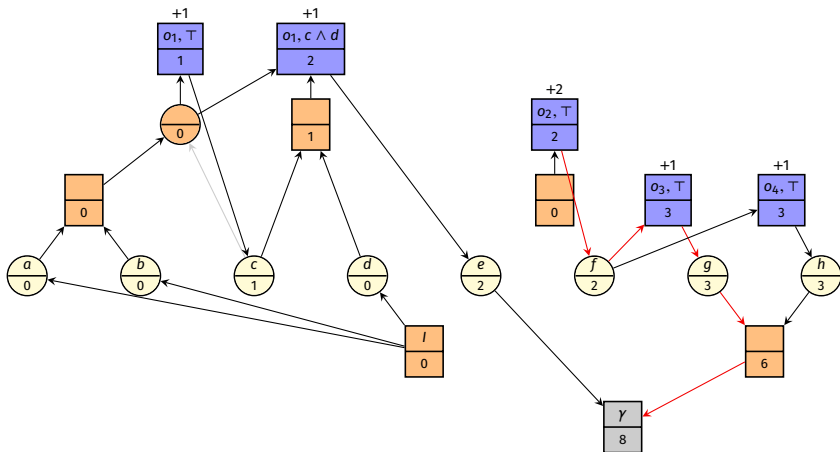 +1 +1
o₁, ⊤ o₁, c ∧ d
1 2
+2
o₂, ⊤
2
0 1
+1 +1
o₃, ⊤ o₄, ⊤
3 3
0 0
a b c d e f g h
0 0 1 0 2 2 3 3
I
0 6
γ
8